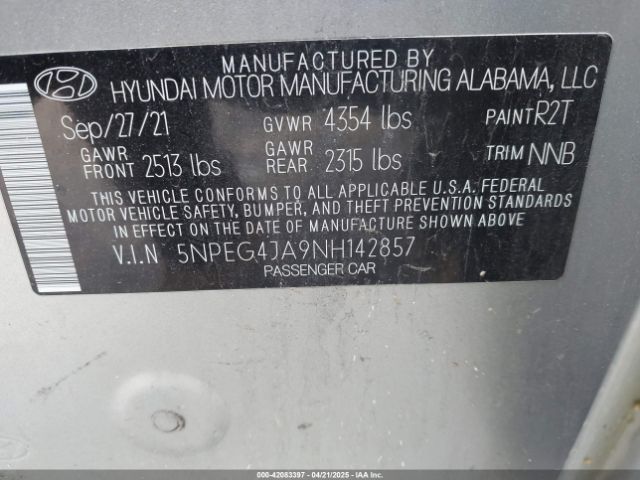 MANUFACTURED BY
HYUNDAI MOTOR MANUFACTURING ALABAMA, LLC
Sep/27/21 GVWR 4354 lbs PAINT R2T
GAWR FRONT 2513 lbs GAWR REAR 2315 lbs TRIM NNB
THIS VEHICLE CONFORMS TO ALL APPLICABLE U.S.A. FEDERAL
MOTOR VEHICLE SAFETY, BUMPER, AND THEFT PREVENTION STANDARDS
IN EFFECT ON THE DATE OF MANUFACTURE SHOWN ABOVE
V.I.N 5NPEG4JA9NH142857
PASSENGER CAR
000-42083397 04/21/2025 IAAI Copart